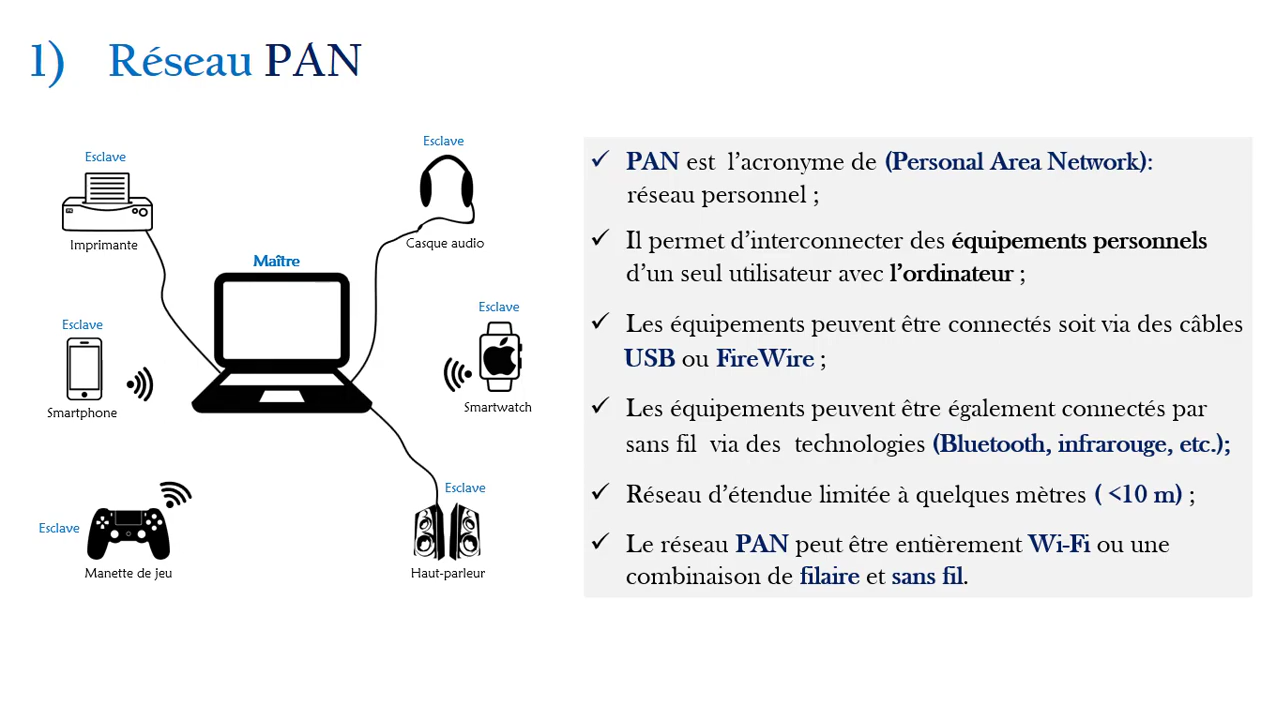 1) Réseau PAN
Esclave
Imprimante
Esclave
Casque audio
Maître
Esclave
Smartphone
Esclave
Smartwatch
Esclave
Manette de jeu
Esclave
Haut-parleur
✓ PAN est l’acronyme de (Personal Area Network):
réseau personnel ;
✓ Il permet d’interconnecter des équipements personnels
d’un seul utilisateur avec l’ordinateur ;
✓ Les équipements peuvent être connectés soit via des câbles
USB ou FireWire ;
✓ Les équipements peuvent être également connectés par
sans fil via des technologies (Bluetooth, infrarouge, etc.);
✓ Réseau d’étendue limitée à quelques mètres ( <10 m) ;
✓ Le réseau PAN peut être entièrement Wi-Fi ou une
combinaison de filaire et sans fil.